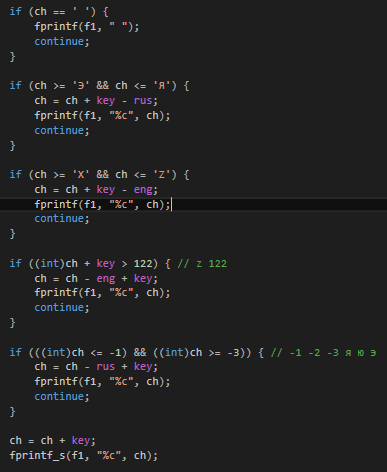 if (ch == ' ') {
    fprintf(f1, " ");
    continue;
}

if (ch >= 'Э' && ch <= 'Я') {
    ch = ch + key - rus;
    fprintf(f1, "%c", ch);
    continue;
}

if (ch >= 'X' && ch <= 'Z') {
    ch = ch + key - eng;
    fprintf(f1, "%c", ch);
    continue;
}

if ((int)ch + key > 122) { // z 122
    ch = ch - eng + key;
    fprintf(f1, "%c", ch);
    continue;
}

if (((int)ch <= -1) && ((int)ch >= -3)) { // -1 -2 -3 я ю э
    ch = ch - rus + key;
    fprintf(f1, "%c", ch);
    continue;
}

ch = ch + key;
fprintf_s(f1, "%c", ch);